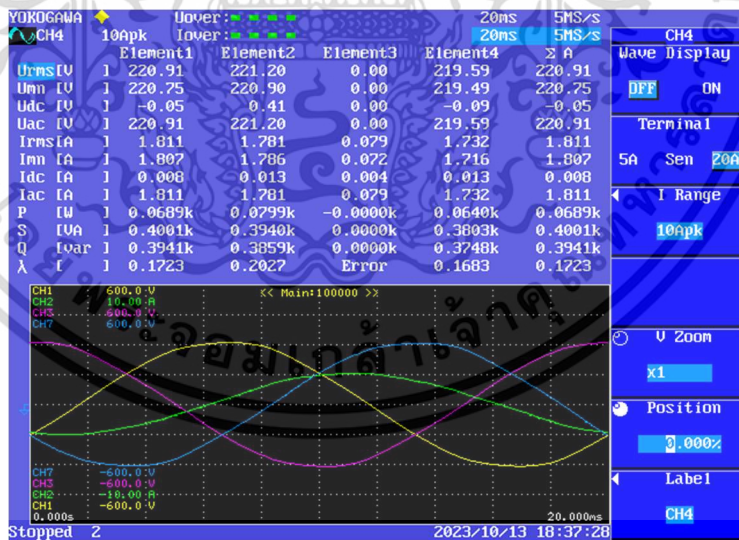 YOKOGAWA Uover: 20ms 5MS/s
CH4 10Apk Iover: 20ms 5MS/s CH4
Element1 Element2 Element3 Element4 Σ A Wave Display
Urms[V ] 220.91 221.20 0.00 219.59 220.91
Umn [V ] 220.75 220.90 0.00 219.49 220.75 OFF ON
Udc [V ] -0.05 0.41 0.00 -0.09 -0.05
Uac [V ] 220.91 221.20 0.00 219.59 220.91 Terminal
Irms[A ] 1.811 1.781 0.079 1.732 1.811
Imn [A ] 1.807 1.786 0.072 1.716 1.807 5A Sen 20A
Idc [A ] 0.008 0.013 0.004 0.013 0.008
Iac [A ] 1.811 1.781 0.079 1.732 1.811 I Range
P [W ] 0.0689k 0.0799k -0.0000k 0.0640k 0.0689k
S [VA ] 0.4001k 0.3940k 0.0000k 0.3803k 0.4001k 10Apk
Q [var ] 0.3941k 0.3859k 0.0000k 0.3748k 0.3941k
λ [ ] 0.1723 0.2027 Error 0.1683 0.1723
CH1 600.0 V << Main:100000 >>
CH2 10.00 A
CH3 600.0 V
CH7 600.0 V
V Zoom
x1
Position
0.000%
CH7 -600.0 V
CH3 -600.0 V Label
CH2 -10.00 A
CH1 -600.0 V CH4
0.000s 20.000ms
Stopped 2 2023/10/13 18:37:28